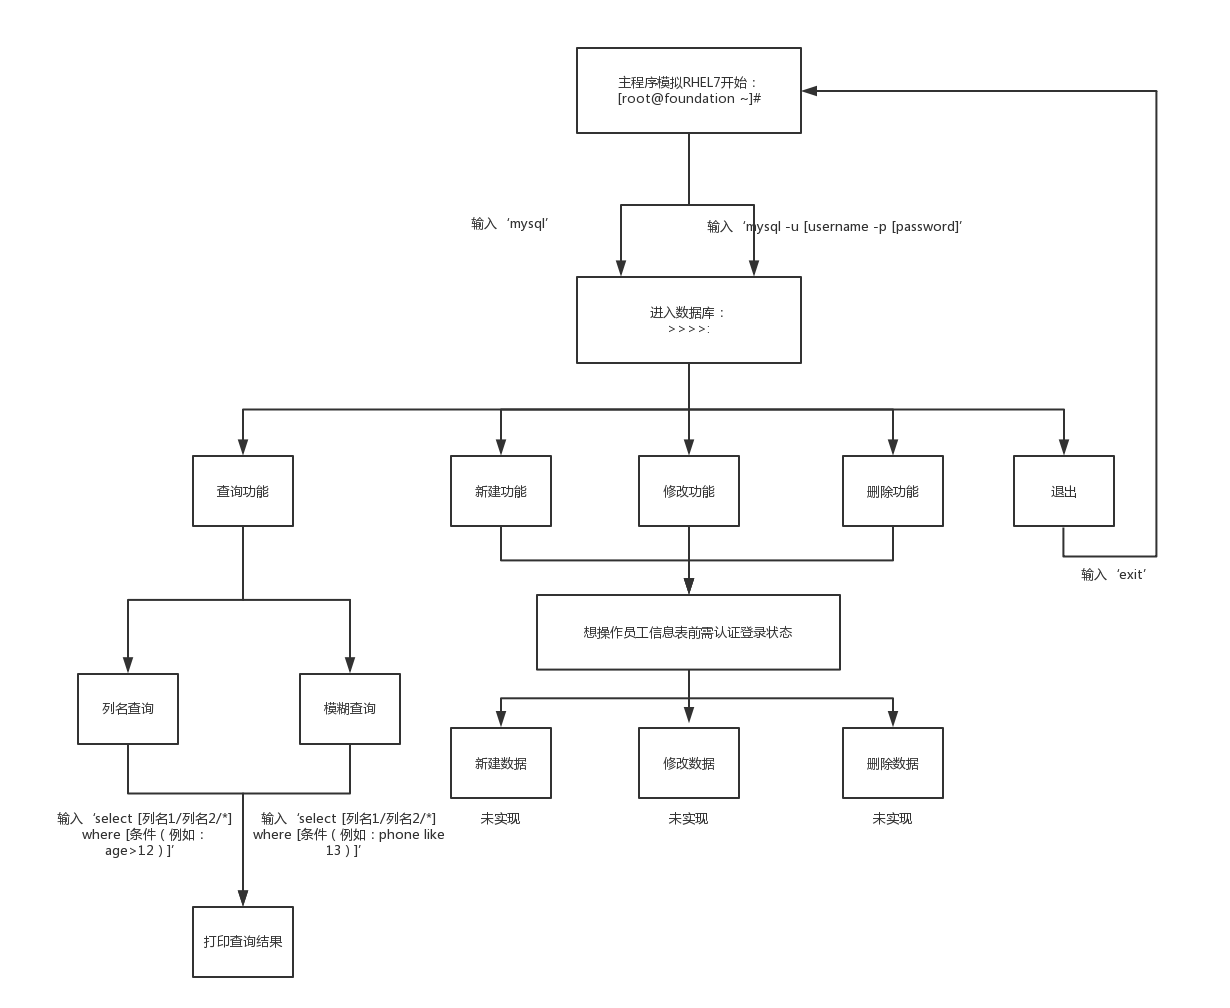 主程序模拟RHEL7开始：
[root@foundation ~]#
输入‘mysql’
输入‘mysql -u [username -p [password]’
进入数据库：
>>>>:
查询功能
新建功能
修改功能
删除功能
退出
输入‘exit’
想操作员工信息表前需认证登录状态
列名查询
模糊查询
新建数据
修改数据
删除数据
未实现
未实现
未实现
输入‘select [列名1/列名2/*]
where [条件（例如：
age>12）]’
输入‘select [列名1/列名2/*]
where [条件（例如：phone like
13）]’
打印查询结果